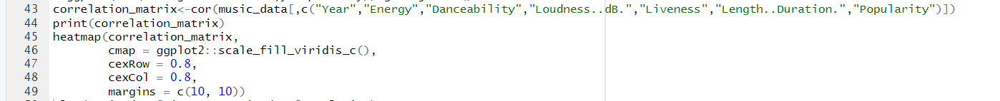 43 correlation_matrix<-cor(music_data[,c("Year","Energy","Danceability","Loudness..dB.","Liveness","Length..Duration.","Popularity")])
44 print(correlation_matrix)
45 heatmap(correlation_matrix,
46 cmap = ggplot2::scale_fill_viridis_c(),
47 cexRow = 0.8,
48 cexCol = 0.8,
49 margins = c(10, 10))